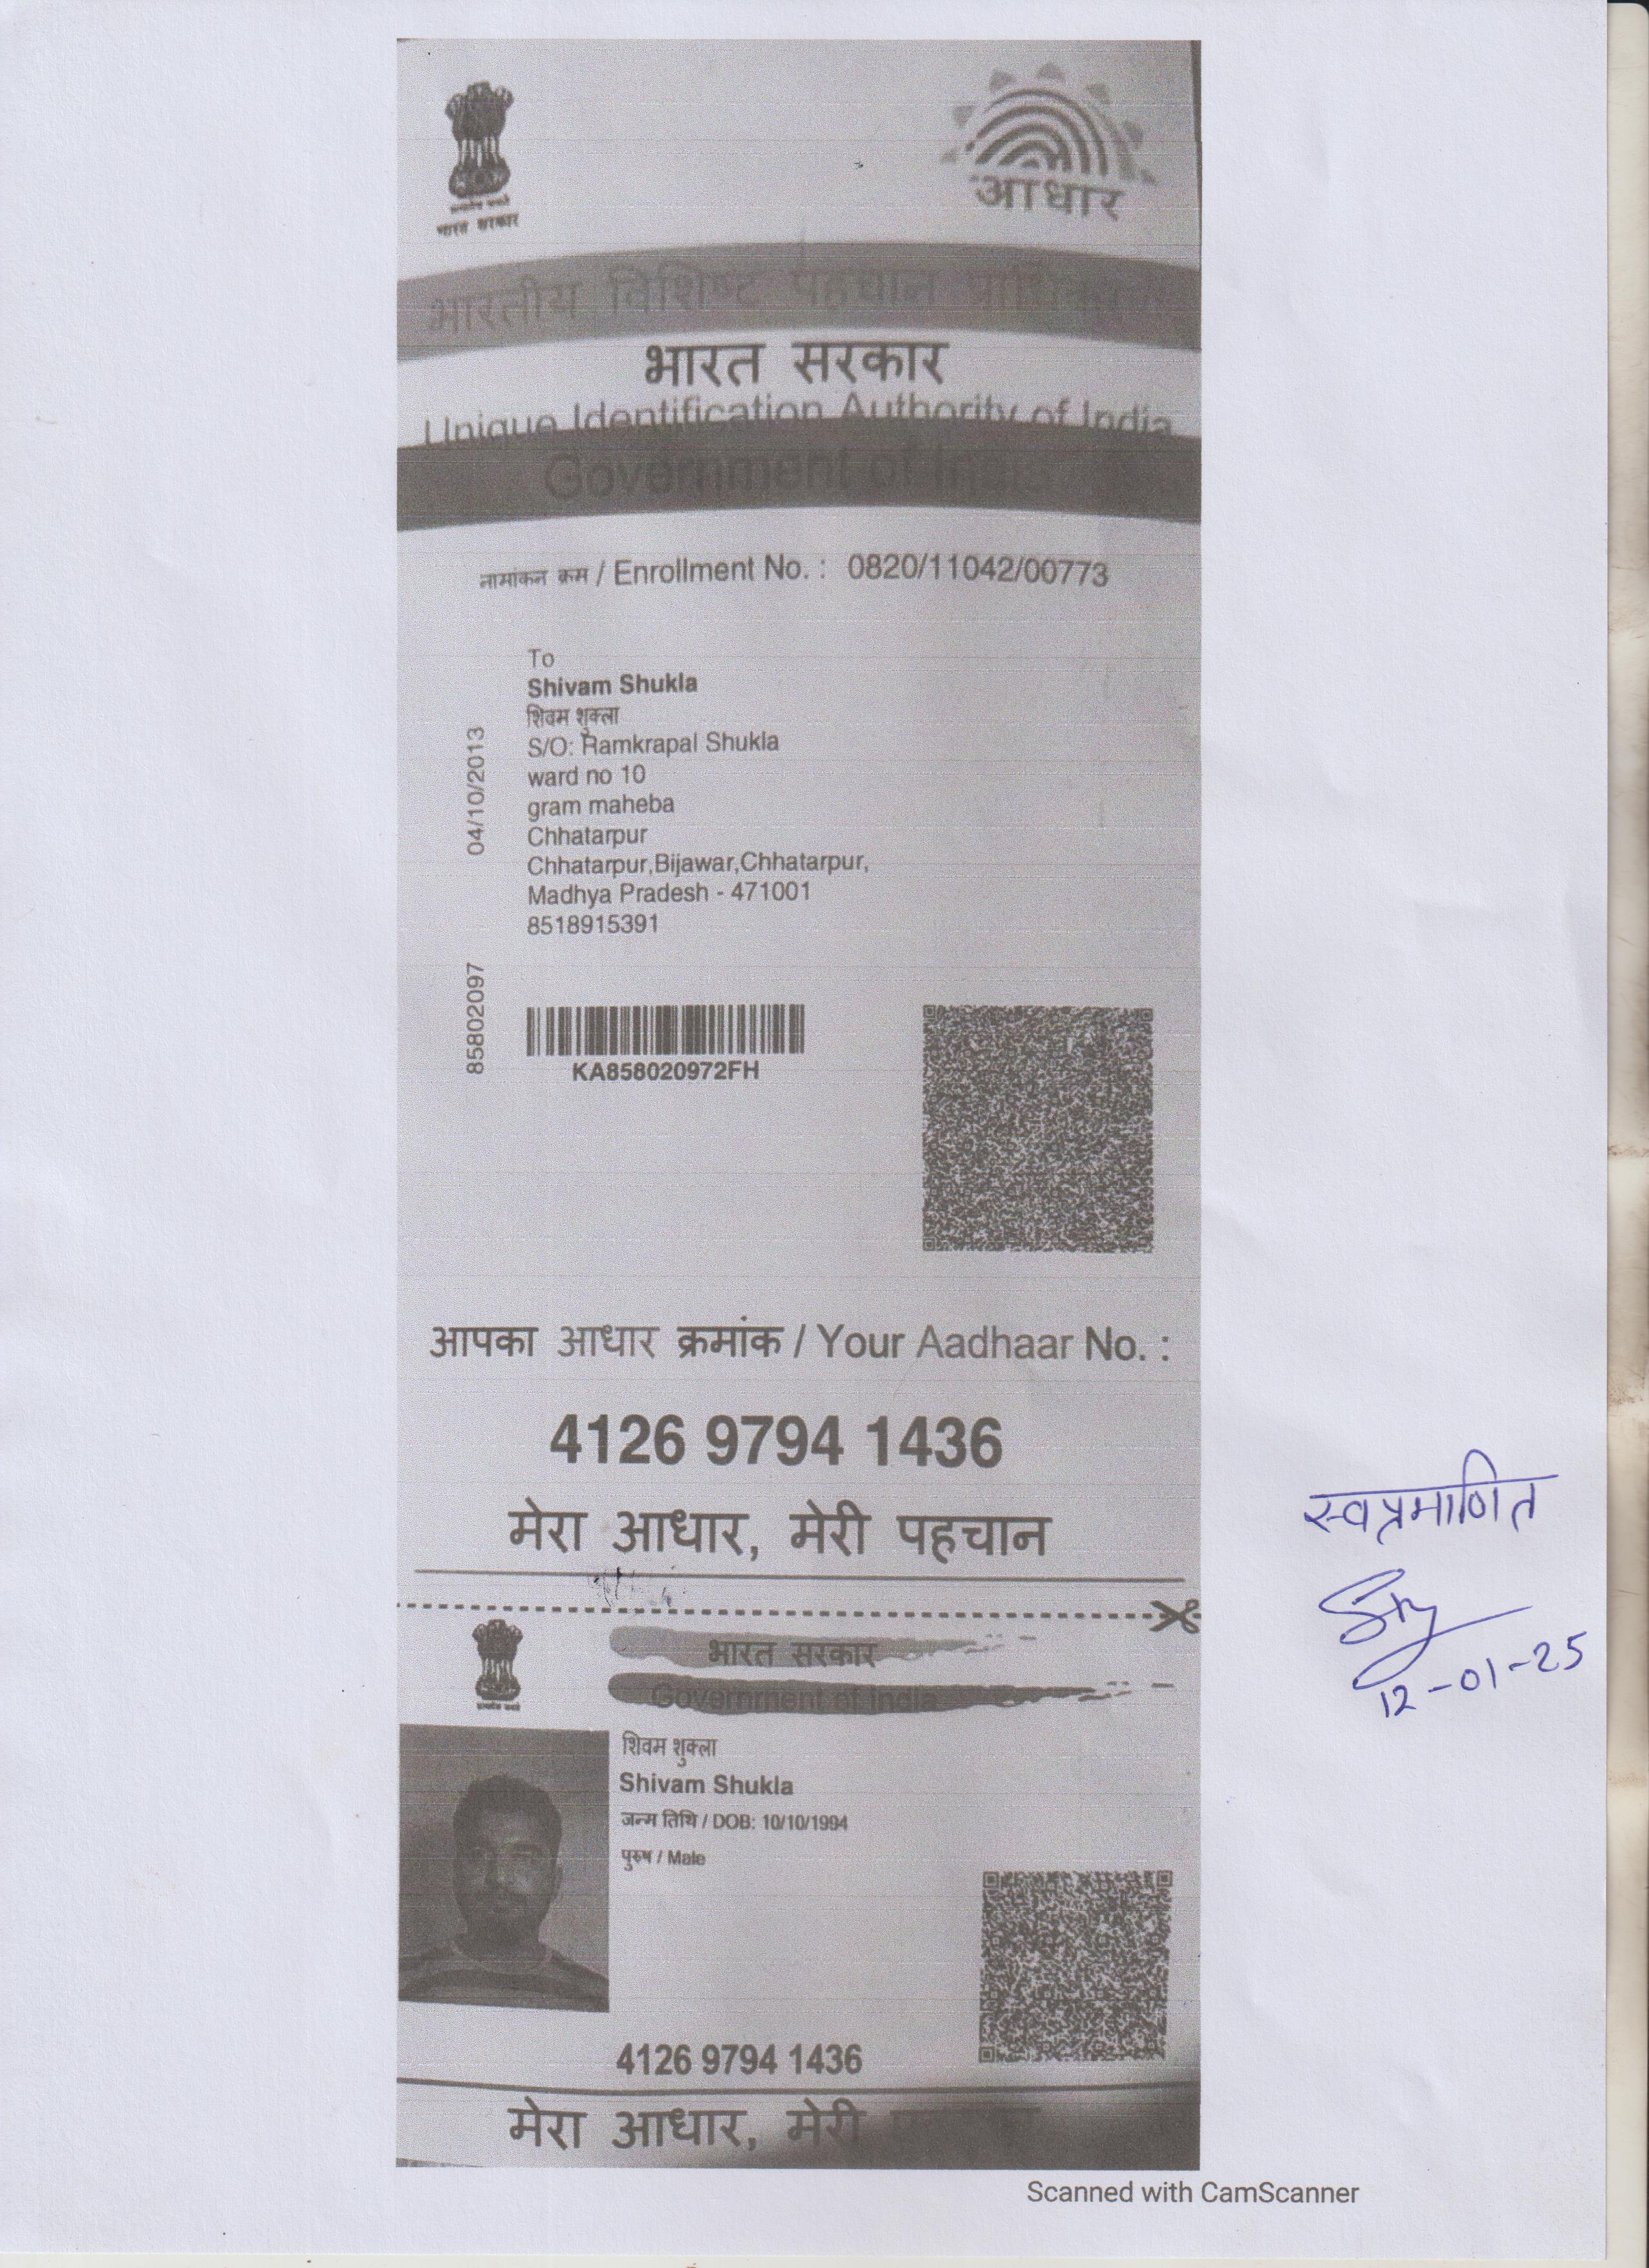 भारत सरकार
आधार
भारतीय विशिष्ट पहचान
भारत सरकार
Unique Identification Authority of India
Government of India
नामांकन क्रम / Enrollment No. : 0820/11042/00773
To
Shivam Shukla
शिवम शुक्ला
S/O: Ramkrapal Shukla
ward no 10
gram maheba
Chhatarpur
Chhatarpur,Bijawar,Chhatarpur,
Madhya Pradesh - 471001
8518915391
04/10/2013
85802097
KA858020972FH
आपका आधार क्रमांक / Your Aadhaar No. :
4126 9794 1436
मेरा आधार, मेरी पहचान
स्वप्रमाणित
12-01-25
भारत सरकार
Government of India
शिवम शुक्ला
Shivam Shukla
जन्म तिथि / DOB: 10/10/1994
पुरुष / Male
4126 9794 1436
मेरा आधार, मेरी
Scanned with CamScanner